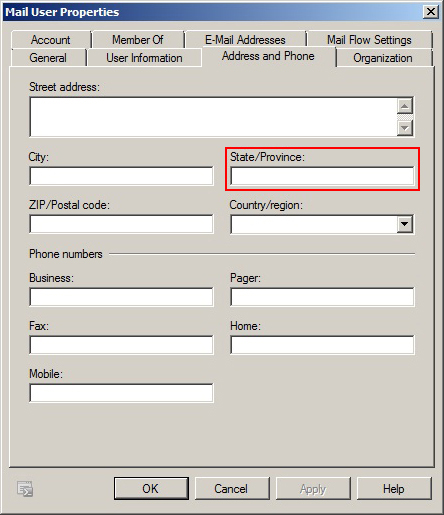 Mail User Properties
Account Member Of E-Mail Addresses Mail Flow Settings
General User Information Address and Phone Organization
Street address:
City: State/Province:
ZIP/Postal code: Country/region:
Phone numbers
Business: Pager:
Fax: Home:
Mobile:
OK Cancel Apply Help